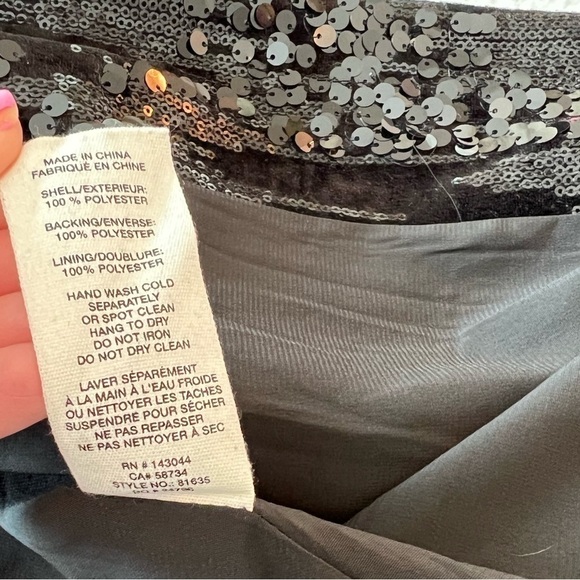 MADE IN CHINA
FABRIQUÉ EN CHINE
SHELL/EXTERIEUR:
100 % POLYESTER
BACKING/ENVERSE:
100% POLYESTER
LINING/DOUBLURE:
100% POLYESTER
HAND WASH COLD
SEPARATELY
OR SPOT CLEAN
HANG TO DRY
DO NOT IRON
DO NOT DRY CLEAN
LAVER SÉPARÉMENT
À LA MAIN À L'EAU FROIDE
OU NETTOYER LES TACHES
SUSPENDRE POUR SÉCHER
NE PAS REPASSER
NE PAS NETTOYER À SEC
RN # 143044
CA# 58734
STYLE NO.: 81635